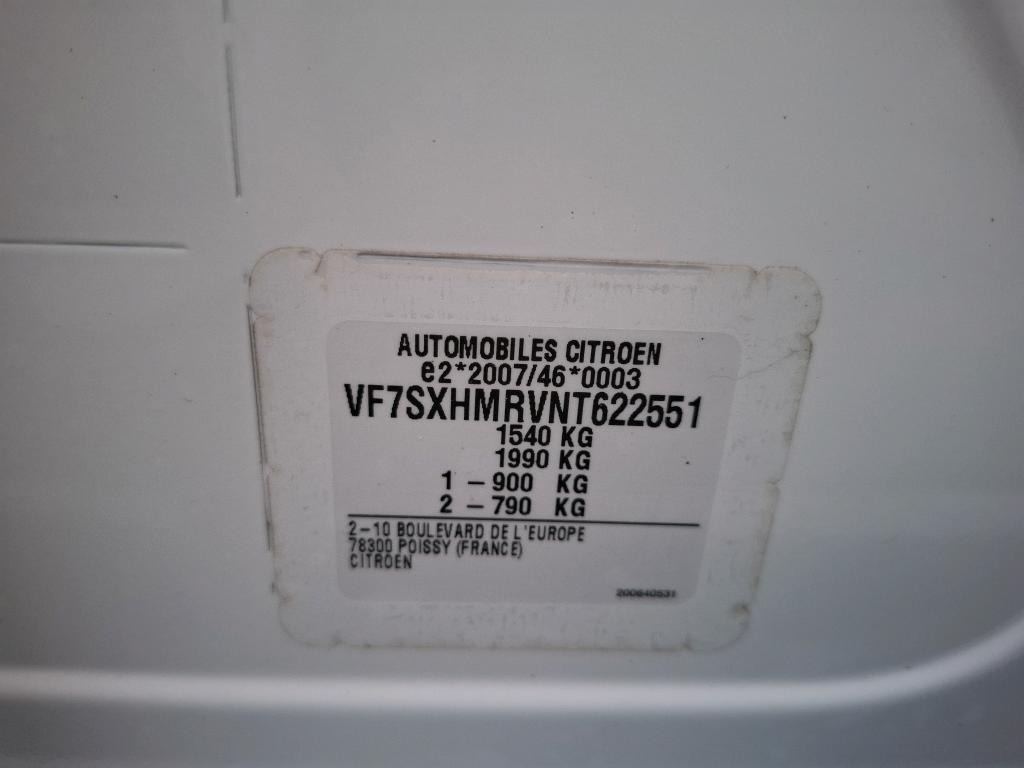 AUTOMOBILES CITROEN
e2*2007/46*0003
VF7SXHMRVNT622551
1540 KG
1990 KG
1 - 900 KG
2 - 790 KG
2-10 BOULEVARD DE L'EUROPE
78300 POISSY (FRANCE)
CITROEN
200640531